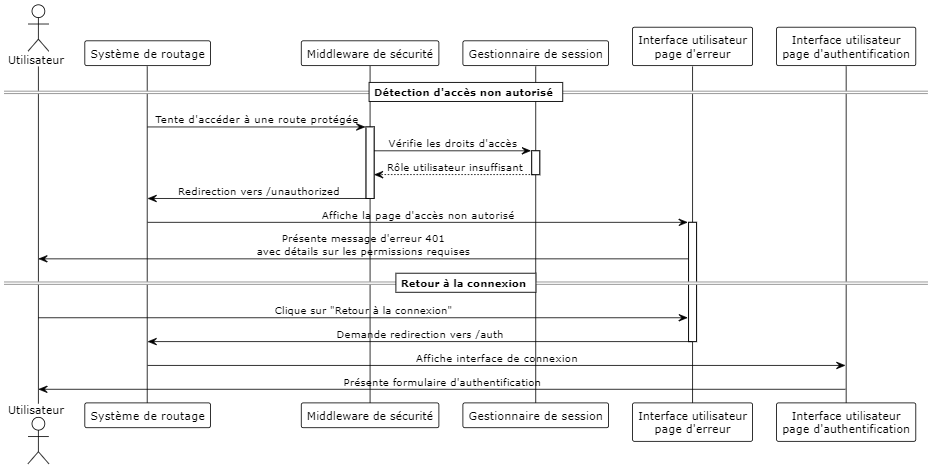 Utilisateur
Système de routage
Middleware de sécurité
Gestionnaire de session
Interface utilisateur
page d'erreur
Interface utilisateur
page d'authentification
Détection d'accès non autorisé
Tente d'accéder à une route protégée
Vérifie les droits d'accès
Rôle utilisateur insuffisant
Redirection vers /unauthorized
Affiche la page d'accès non autorisé
Présente message d'erreur 401
avec détails sur les permissions requises
Retour à la connexion
Clique sur "Retour à la connexion"
Demande redirection vers /auth
Affiche interface de connexion
Présente formulaire d'authentification
Utilisateur
Système de routage
Middleware de sécurité
Gestionnaire de session
Interface utilisateur
page d'erreur
Interface utilisateur
page d'authentification